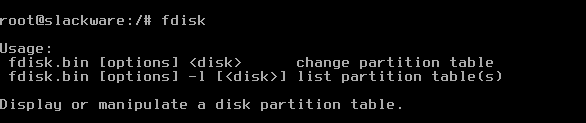 root@slackware:/# fdisk
Usage:
fdisk.bin [options] <disk> change partition table
fdisk.bin [options] -l [<disk>] list partition table(s)
Display or manipulate a disk partition table.